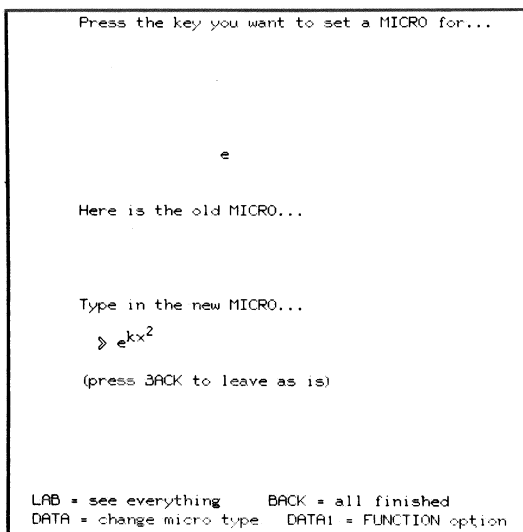 Press the key you want to set a MICRO for...
e
Here is the old MICRO...
Type in the new MICRO...
> e^kx^2
(press BACK to leave as is)
LAB = see everything BACK = all finished
DATA = change micro type DATA1 = FUNCTION option